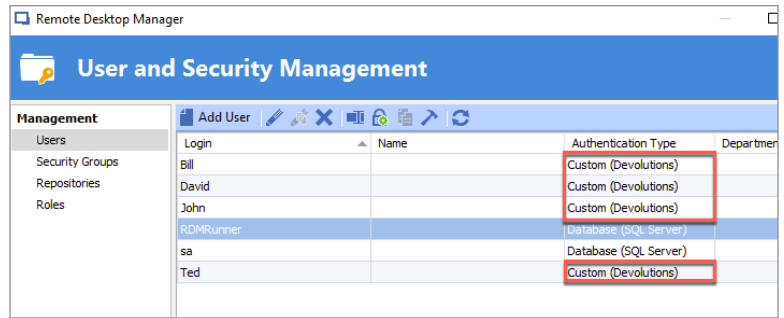 Remote Desktop Manager
User and Security Management
Management
Users
Security Groups
Repositories
Roles
Add User
Login Name Authentication Type Departmen
Bill Custom (Devolutions)
David Custom (Devolutions)
John Custom (Devolutions)
RDMRunner Database (SQL Server)
sa Database (SQL Server)
Ted Custom (Devolutions)